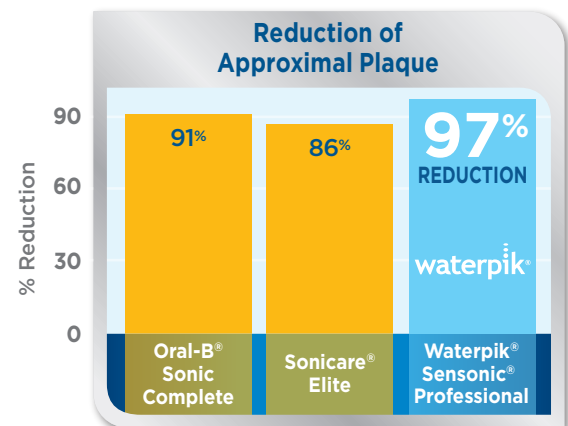 Reduction of
Approximal Plaque
% Reduction
90
60
30
0
91%
86%
97%
REDUCTION
waterpik®
Oral-B®
Sonic
Complete
Sonicare®
Elite
Waterpik®
Sensonic®
Professional